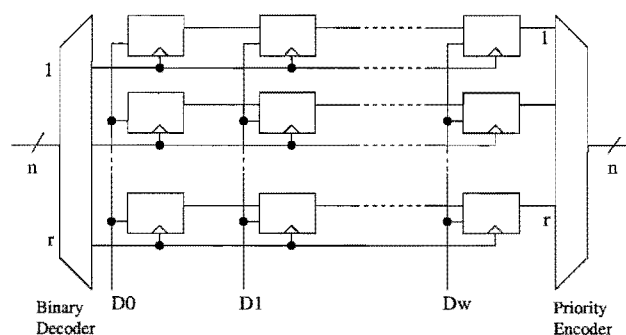 1
1
n
n
r
r
Binary
Decoder
D0
D1
Dw
Priority
Encoder